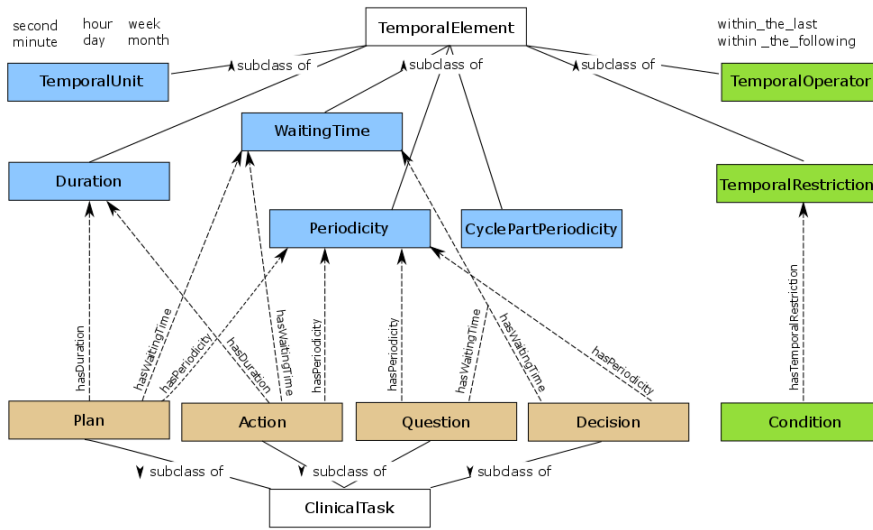 second hour week
minute day month
TemporalElement
within_the_last
within _the_following
subclass of
subclass of
subclass of
TemporalUnit
TemporalOperator
WaitingTime
Duration
TemporalRestriction
Periodicity
CyclePartPeriodicity
hasDuration
hasWaitingTime
hasPeriodicity
hasDuration
hasWaitingTime
hasPeriodicity
hasPeriodicity
hasWaitingTime
hasWaitingTime
hasPeriodicity
hasTemporalRestriction
Plan
Action
Question
Decision
Condition
subclass of
subclass of
subclass of
ClinicalTask